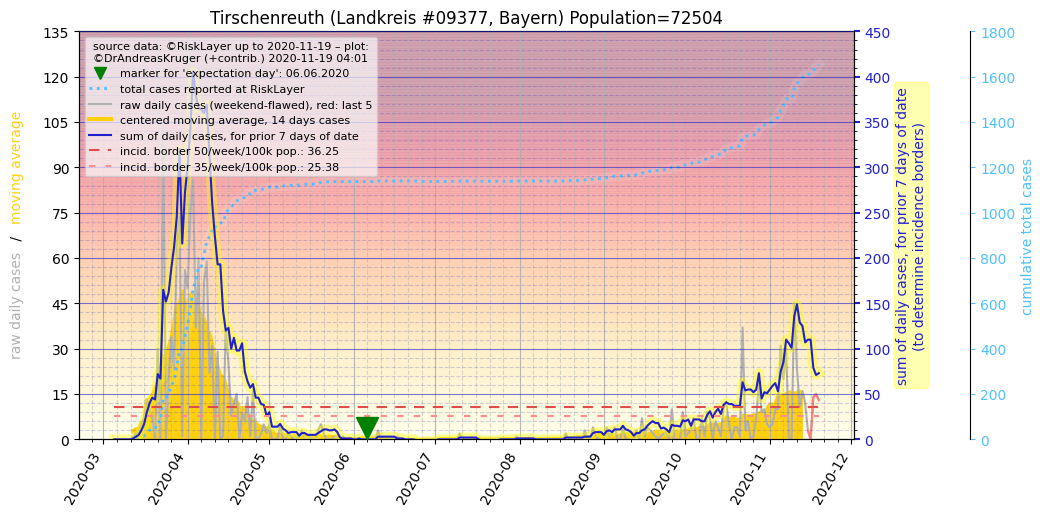 Tirschenreuth (Landkreis #09377, Bayern) Population=72504
source data: ©RiskLayer up to 2020-11-19 – plot:
©DrAndreasKruger (+contrib.) 2020-11-19 04:01
marker for 'expectation day': 06.06.2020
total cases reported at RiskLayer
raw daily cases (weekend-flawed), red: last 5
centered moving average, 14 days cases
sum of daily cases, for prior 7 days of date
incid. border 50/week/100k pop.: 36.25
incid. border 35/week/100k pop.: 25.38
raw daily cases / moving average
135
120
105
90
75
60
45
30
15
0
450
400
350
300
250
200
150
100
50
0
sum of daily cases, for prior 7 days of date
(to determine incidence borders)
1800
1600
1400
1200
1000
800
600
400
200
0
cumulative total cases
2020-03
2020-04
2020-05
2020-06
2020-07
2020-08
2020-09
2020-10
2020-11
2020-12